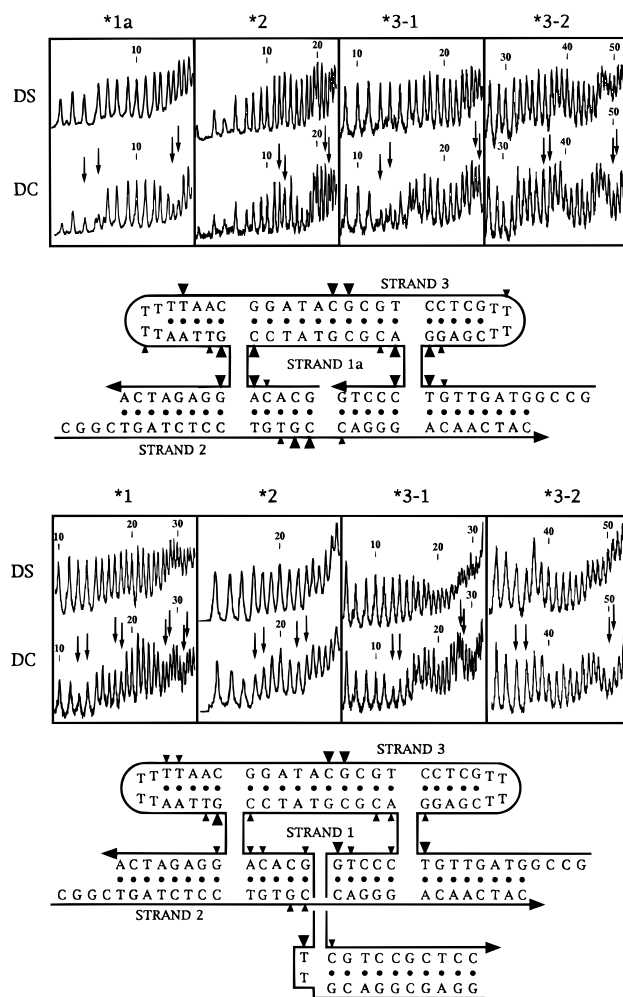 *1a *2 *3-1 *3-2
10 10 20 10 20 30 40 50
DS
10 10 20 10 20 30 40 50
DC
STRAND 3
T T T T A A C G G A T A C G C G T C C T C G T T
T T A A T T G C C T A T G C G C A G G A G C T T
STRAND 1a
A C T A G A G G A C A C G G T C C C T G T T G A T G G C C G
C G G C T G A T C T C C T G T G C C A G G G A C A A C T A C
STRAND 2
*1 *2 *3-1 *3-2
10 20 30 20 10 20 30 40 50
DS
10 20 30 20 10 20 30 40 50
DC
STRAND 3
T T T T A A C G G A T A C G C G T C C T C G T T
T T A A T T G C C T A T G C G C A G G A G C T T
STRAND 1
A C T A G A G G A C A C G G T C C C T G T T G A T G G C C G
C G G C T G A T C T C C T G T G C C A G G G A C A A C T A C
STRAND 2
T C G T C C G C T C C
T G C A G G C G A G G